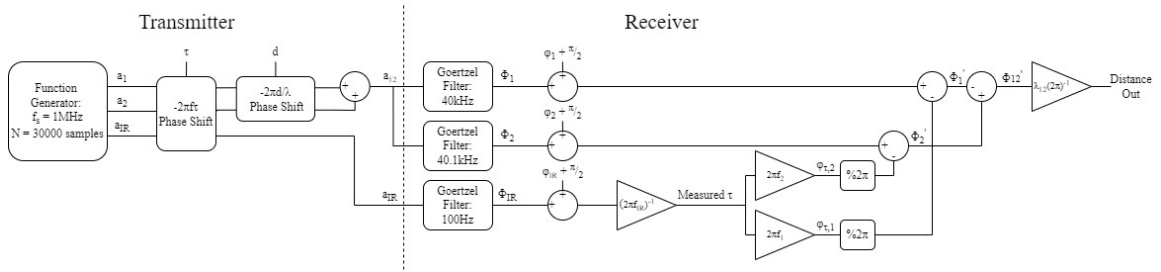 Transmitter
Receiver
τ
d
Function
Generator:
fs = 1MHz
N = 30000 samples
a1
a2
aIR
-2πfτ
Phase Shift
-2πd/λ
Phase Shift
+
+
a12
aIR
Goertzel
Filter:
40kHz
Φ1
φ1 + π/2
+
+
Goertzel
Filter:
40.1kHz
Φ2
φ2 + π/2
+
+
Goertzel
Filter:
100Hz
ΦIR
φIR + π/2
+
+
(2πfIR)-1
Measured τ
2πf2
φτ,2
%2π
2πf1
φτ,1
%2π
+
-
Φ2'
+
-
Φ1'
-
+
Φ12'
λ12(2π)-1
Distance
Out